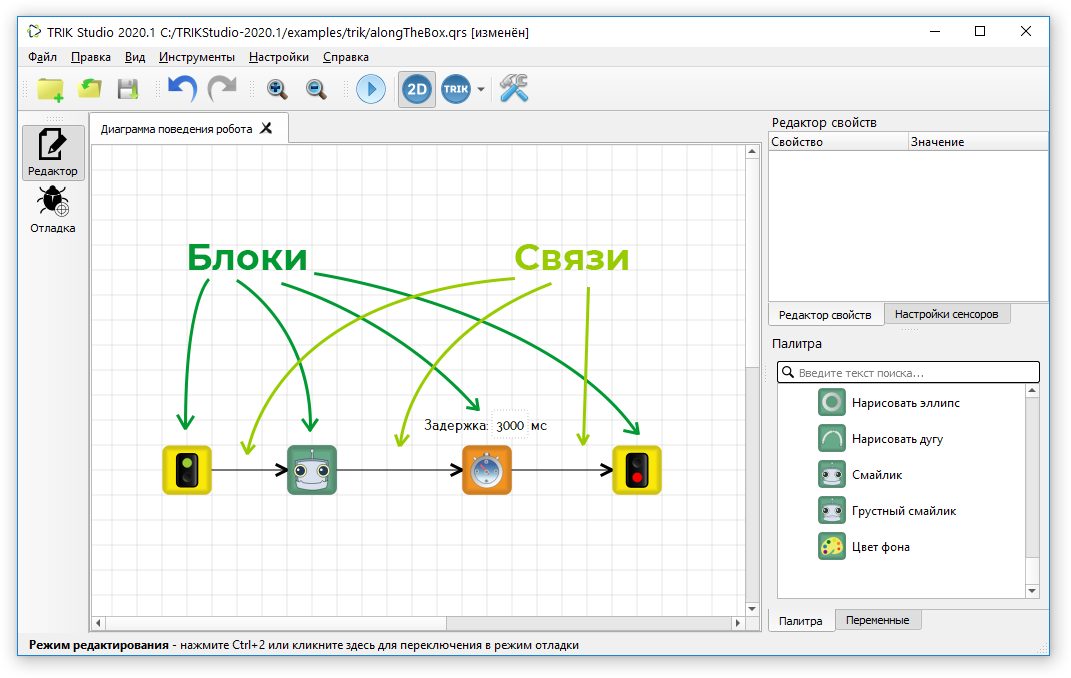 TRIK Studio 2020.1 C:/TRIKStudio-2020.1/examples/trik/alongTheBox.qrs [изменён]
Файл Правка Вид Инструменты Настройки Справка
2D TRIK
Редактор
Отладка
Диаграмма поведения робота
Блоки Связи
Задержка: 3000 мс
Редактор свойств
Свойство Значение
Редактор свойств Настройки сенсоров
Палитра
Введите текст поиска...
Нарисовать эллипс
Нарисовать дугу
Смайлик
Грустный смайлик
Цвет фона
Палитра Переменные
Режим редактирования - нажмите Ctrl+2 или кликните здесь для переключения в режим отладки